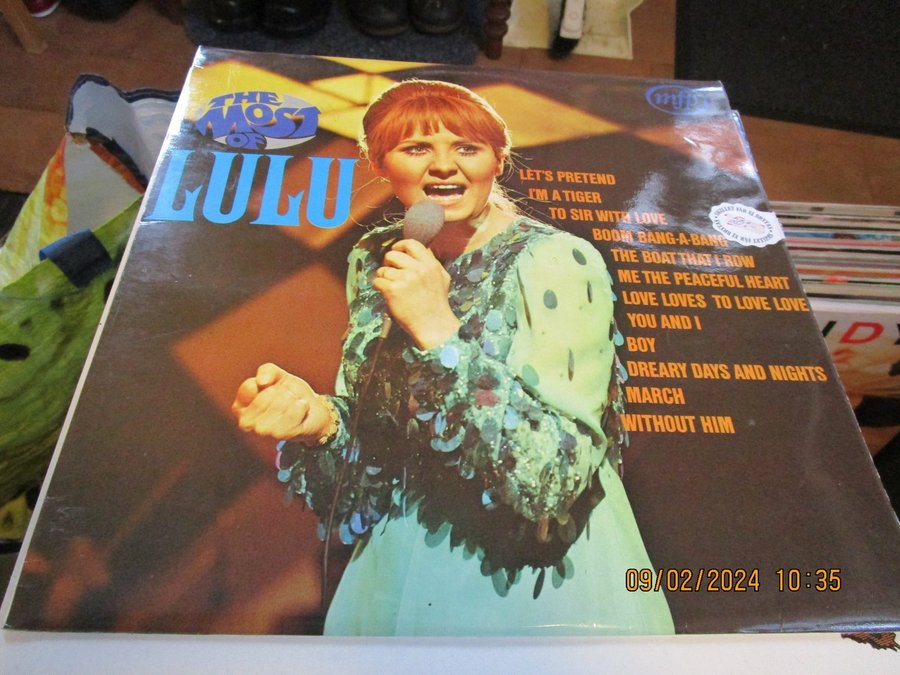 THE
MOST
OF
LULU
mfp
LET'S PRETEND
I'M A TIGER
TO SIR WITH LOVE
BOOM BANG-A-BANG
THE BOAT THAT I ROW
ME THE PEACEFUL HEART
LOVE LOVES TO LOVE LOVE
YOU AND I
BOY
DREARY DAYS AND NIGHTS
MARCH
WITHOUT HIM
09/02/2024 10:35